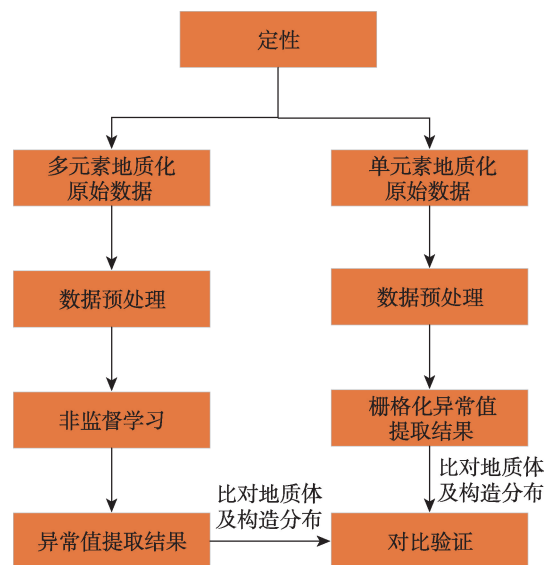 定性
多元素地质化
原始数据
单元素地质化
原始数据
数据预处理
数据预处理
非监督学习
栅格化异常值
提取结果
比对地质体
及构造分布
比对地质体
及构造分布
异常值提取结果
对比验证